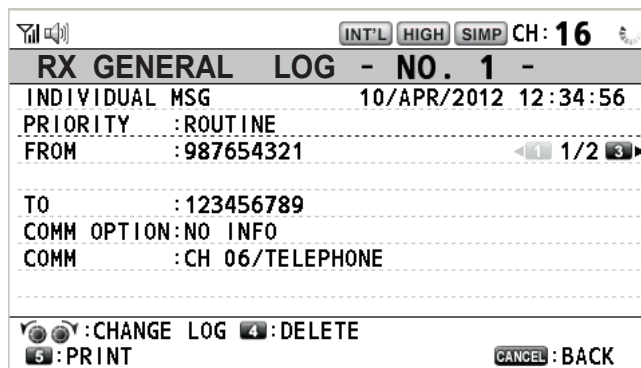 INT'L HIGH SIMP CH: 16
RX GENERAL LOG - NO. 1 -
INDIVIDUAL MSG 10/APR/2012 12:34:56
PRIORITY :ROUTINE
FROM :987654321 1 1/2 3
TO :123456789
COMM OPTION:NO INFO
COMM :CH 06/TELEPHONE
:CHANGE LOG 4:DELETE
5:PRINT CANCEL:BACK